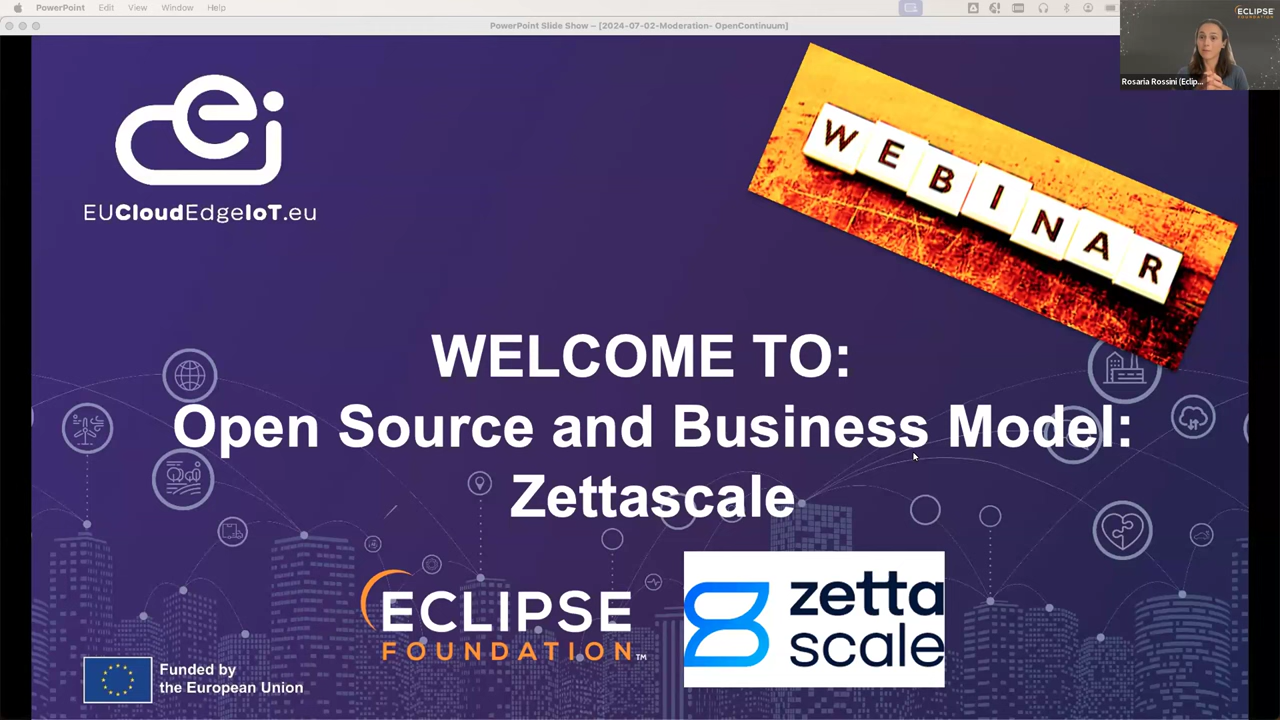 PowerPoint Edit View Window Help
PowerPoint Slide Show – [2024-07-02-Moderation- OpenContinuum]
ECLIPSE
FOUNDATION
Rosaria Rossini (Eclip...
EUCloudEdgeIoT.eu
WEBINAR
WELCOME TO:
Open Source and Business Model:
Zettascale
ECLIPSE
FOUNDATION™
zetta
scale
Funded by
the European Union